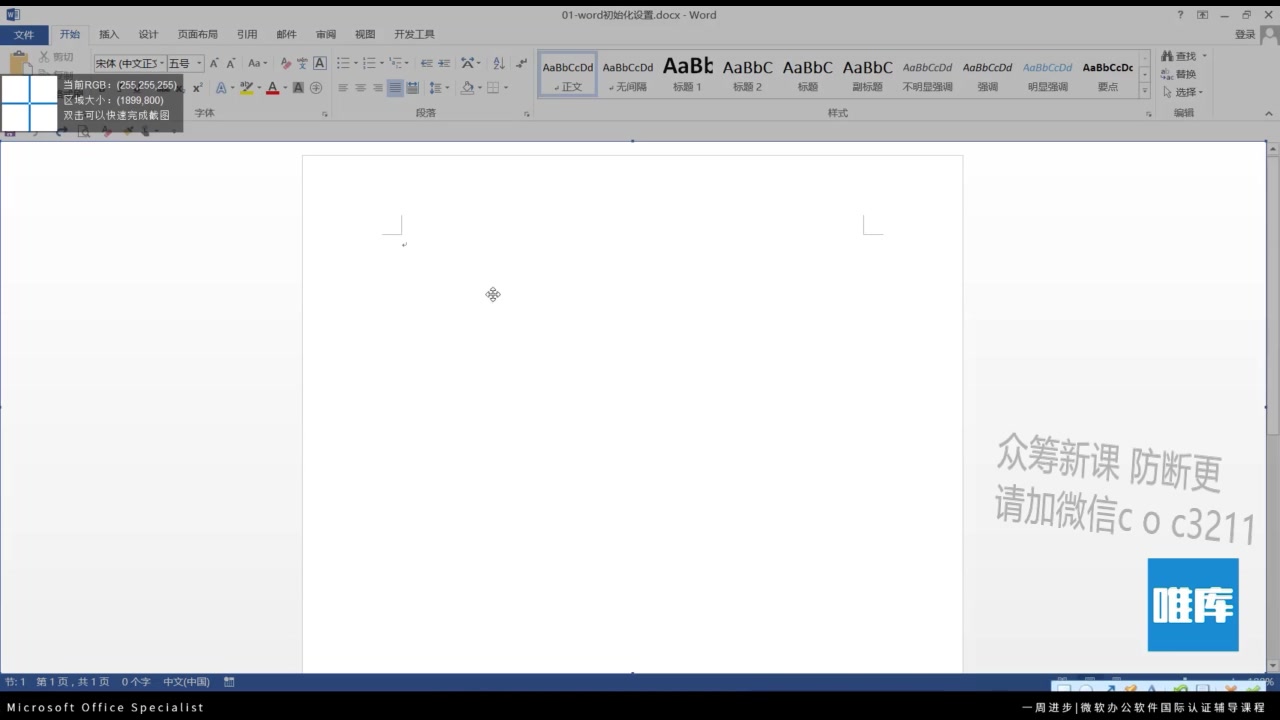 01-word初始化设置.docx - Word
文件 开始 插入 设计 页面布局 引用 邮件 审阅 视图 开发工具 登录
剪切 宋体 (中文正 五号 Aa
AaBbCcDd AaBbCcDd AaBb AaBbC AaBbC AaBbC AaBbCcDd AaBbCcDd AaBbCcDd AaBbCcDc
正文 无间隔 标题 1 标题 2 标题 副标题 不明显强调 强调 明显强调 要点
查找
替换
选择
当前RGB：(255,255,255)
区域大小：(1899,800)
双击可以快速完成截图
字体 段落 样式 编辑
众筹新课 防断更
请加微信c o c3211
唯库
节: 1 第 1 页，共 1 页 0 个字 中文(中国)
Microsoft Office Specialist
一周进步|微软办公软件国际认证辅导课程